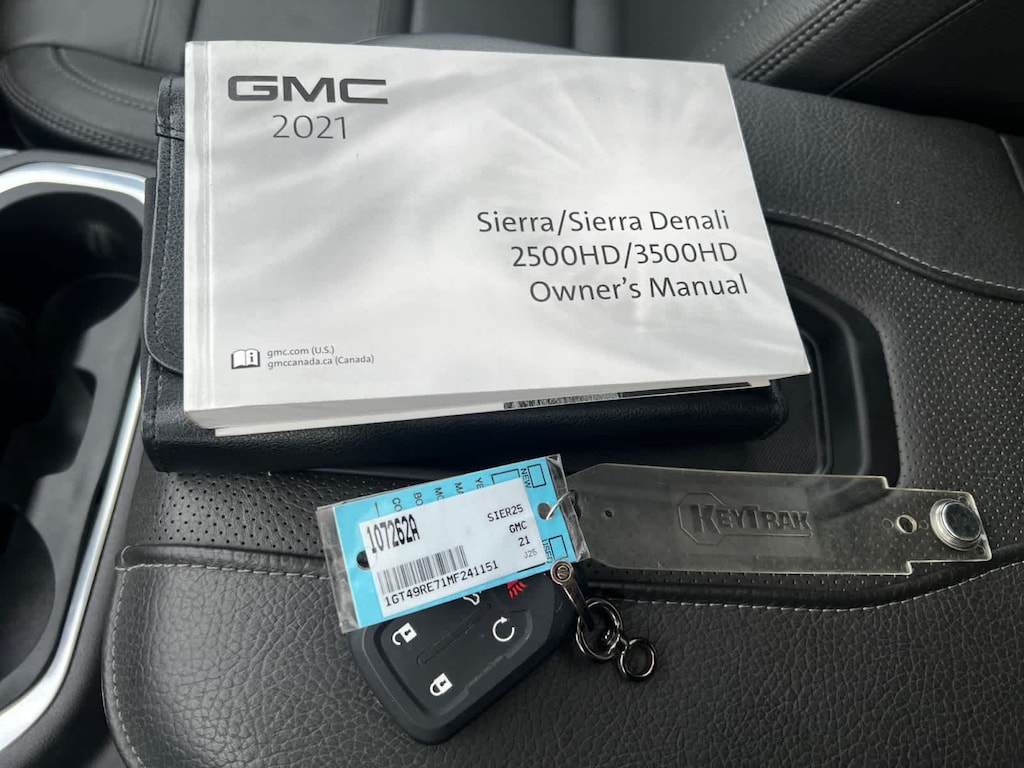 GMC
2021
Sierra/Sierra Denali
2500HD/3500HD
Owner's Manual
gmc.com (U.S.)
gmccanada.ca (Canada)
NEW
107262A
SIER25
GMC
21
J25
1GT49RE71MF241151
KEYTRAK